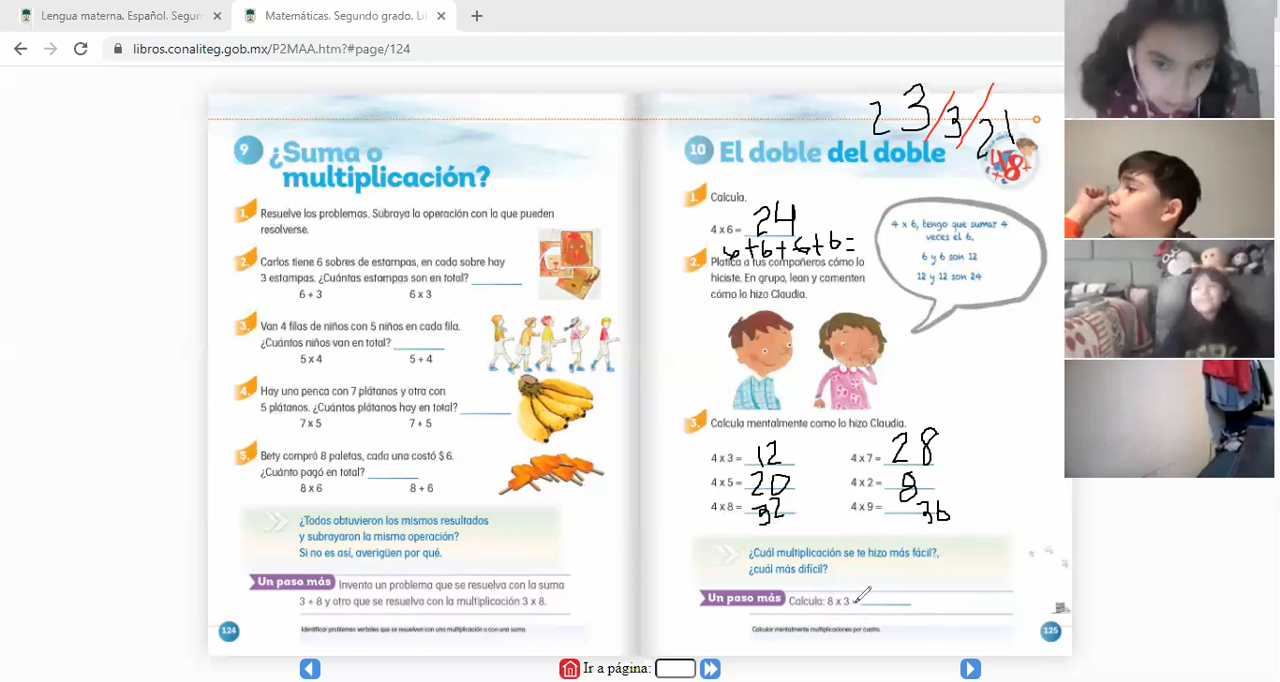 Lengua materna. Español. Segun
Matemáticas. Segundo grado. Li
libros.conaliteg.gob.mx/P2MAA.htm?#page/124
9 ¿Suma o
multiplicación?
1. Resuelve los problemas. Subraya la operación con la que pueden
resolverse.
2. Carlos tiene 6 sobres de estampas, en cada sobre hay
3 estampas. ¿Cuántas estampas son en total?
6 + 3 6 x 3
3. Van 4 filas de niños con 5 niños en cada fila.
¿Cuántos niños van en total?
5 x 4 5 + 4
4. Hay una penca con 7 plátanos y otra con
5 plátanos. ¿Cuántos plátanos hay en total?
7 x 5 7 + 5
5. Bety compró 8 paletas, cada una costó $ 6.
¿Cuánto pagó en total?
8 x 6 8 + 6
¿Todos obtuvieron los mismos resultados
y subrayaron la misma operación?
Si no es así, averigüen por qué.
Un paso más Inventa un problema que se resuelva con la suma
3 + 8 y otro que se resuelva con la multiplicación 3 x 8.
Identificar problemas verbales que se resuelven con una multiplicación o con una suma.
124
23/3/21
10 El doble del doble
+8+
1. Calcula.
4 x 6 = 24
6+6+6+6=
2. Platica a tus compañeros cómo lo
hiciste. En grupo, lean y comenten
cómo lo hizo Claudia.
4 x 6, tengo que sumar 4
veces el 6.
6 y 6 son 12
12 y 12 son 24
3. Calcula mentalmente como lo hizo Claudia.
4 x 3 = 12 4 x 7 = 28
4 x 5 = 20 4 x 2 = 8
4 x 8 = 32 4 x 9 = 36
¿Cuál multiplicación se te hizo más fácil?,
¿cuál más difícil?
Un paso más Calcula: 8 x 3 =
Calcular mentalmente multiplicaciones por cuatro.
125
Ir a página: